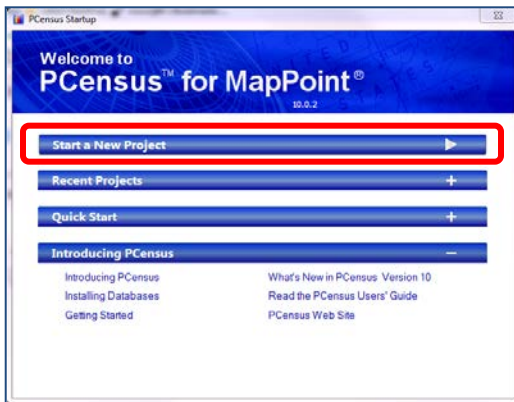 PCensus Startup
Welcome to
PCensus™ for MapPoint®
10.0.2
Start a New Project
Recent Projects
Quick Start
Introducing PCensus
Introducing PCensus What's New in PCensus Version 10
Installing Databases Read the PCensus Users' Guide
Getting Started PCensus Web Site